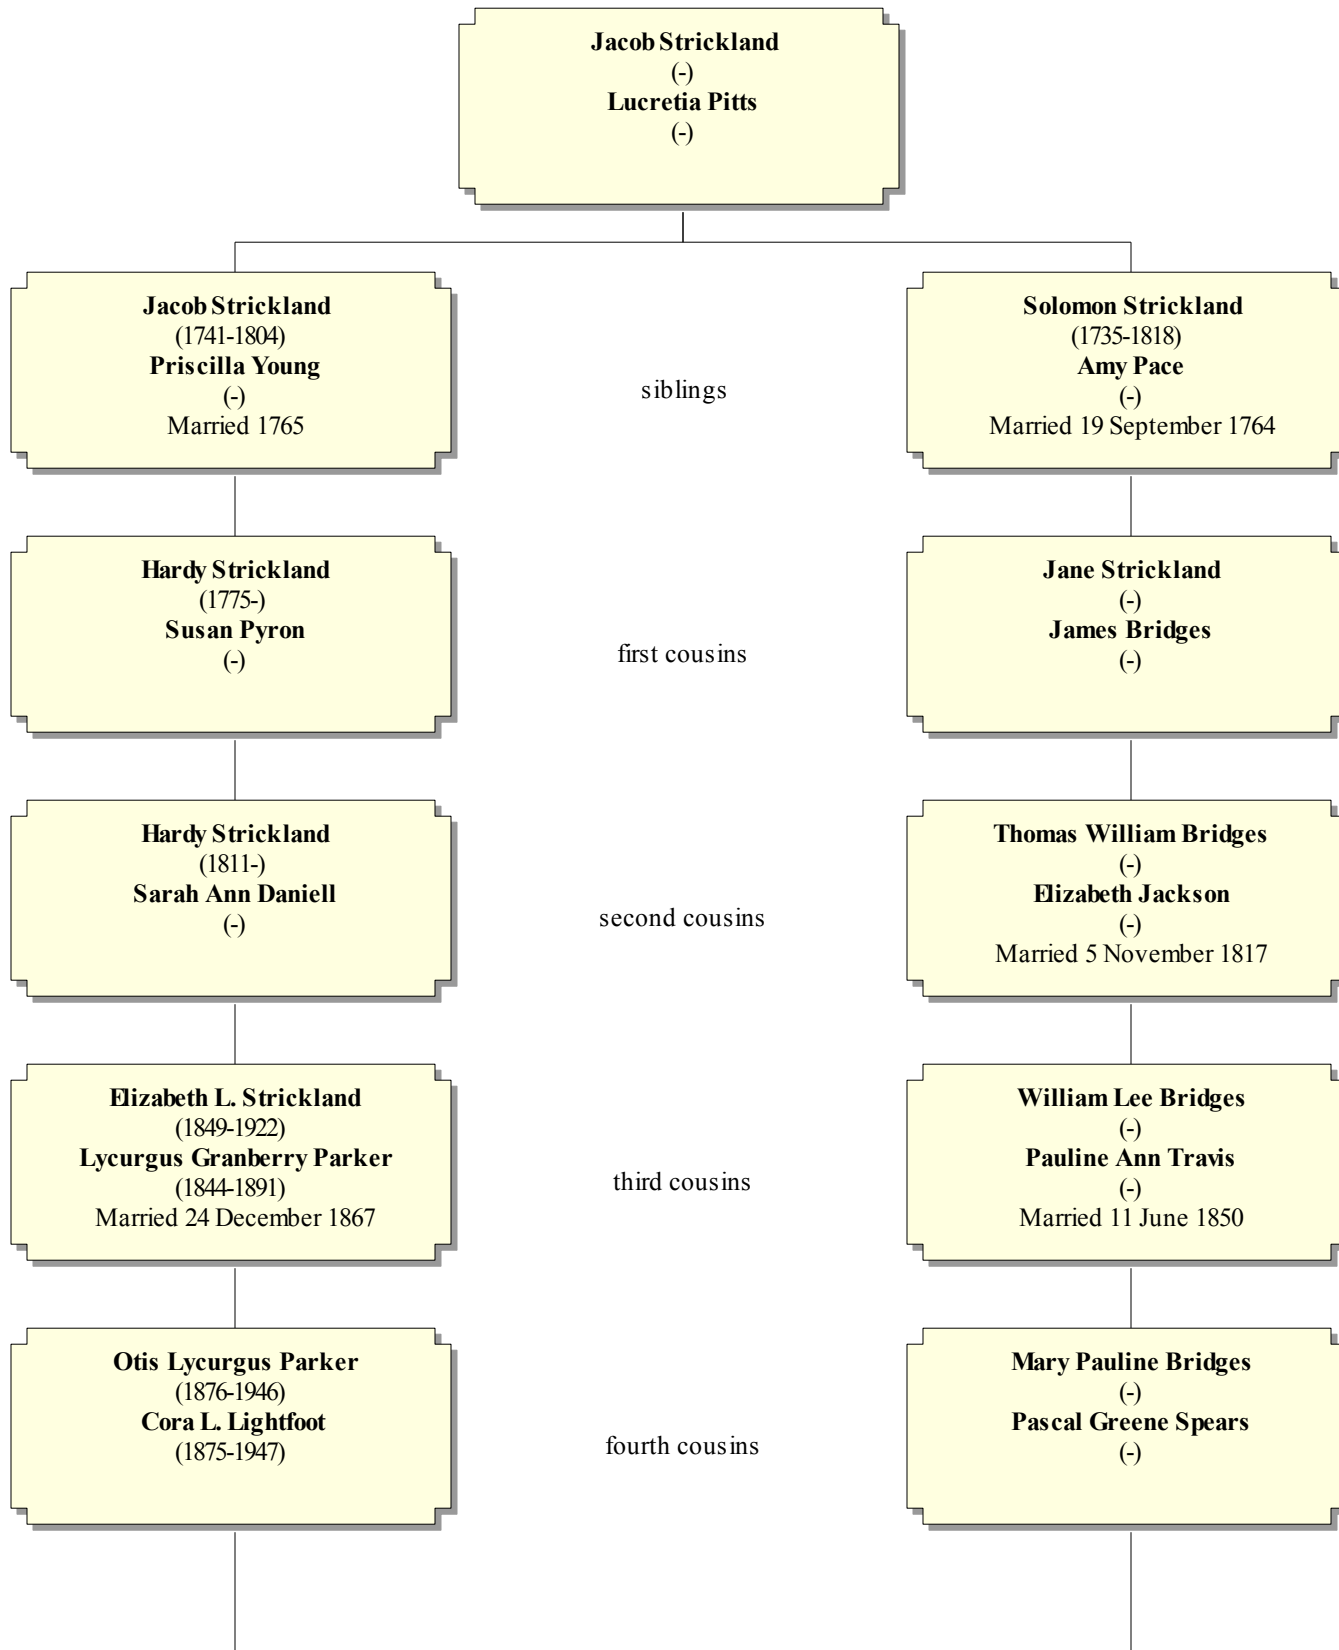 Jacob Strickland
(-)
Lucretia Pitts
(-)
Jacob Strickland
(1741-1804)
Priscilla Young
(-)
Married 1765
siblings
Solomon Strickland
(1735-1818)
Amy Pace
(-)
Married 19 September 1764
Hardy Strickland
(1775-)
Susan Pyron
(-)
first cousins
Jane Strickland
(-)
James Bridges
(-)
Hardy Strickland
(1811-)
Sarah Ann Daniell
(-)
second cousins
Thomas William Bridges
(-)
Elizabeth Jackson
(-)
Married 5 November 1817
Elizabeth L. Strickland
(1849-1922)
Lycurgus Granberry Parker
(1844-1891)
Married 24 December 1867
third cousins
William Lee Bridges
(-)
Pauline Ann Travis
(-)
Married 11 June 1850
Otis Lycurgus Parker
(1876-1946)
Cora L. Lightfoot
(1875-1947)
fourth cousins
Mary Pauline Bridges
(-)
Pascal Greene Spears
(-)